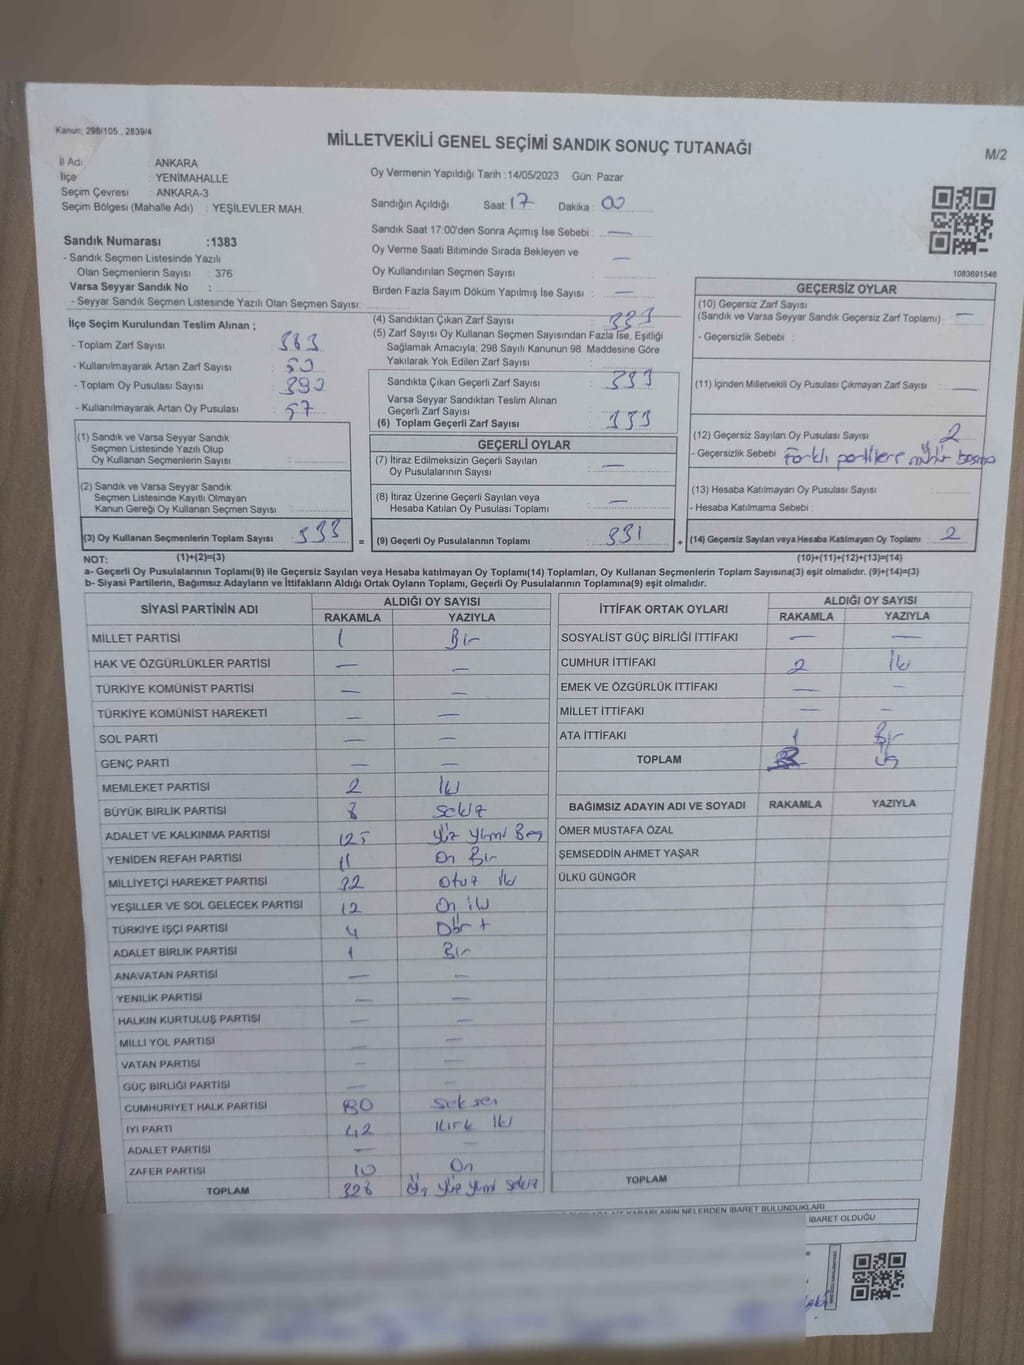 Kanun, 298/105 , 2839/4
MİLLETVEKİLİ GENEL SEÇİMİ SANDIK SONUÇ TUTANAĞI
M/2
İl Adı : ANKARA
İlçe : YENİMAHALLE
Seçim Çevresi : ANKARA-3
Seçim Bölgesi (Mahalle Adı) : YEŞİLEVLER MAH.
Oy Vermenin Yapıldığı Tarih :14/05/2023 Gün: Pazar
Sandığın Açıldığı Saat: 17 Dakika : 00
Sandık Saat 17:00'den Sonra Açımış İse Sebebi : —
Oy Verme Saati Bitiminde Sırada Bekleyen ve
Oy Kullandırılan Seçmen Sayısı : —
Birden Fazla Sayım Döküm Yapılmış İse Sayısı : —
Sandık Numarası :1383
- Sandık Seçmen Listesinde Yazılı
Olan Seçmenlerin Sayısı : 376
Varsa Seyyar Sandık No :
- Seyyar Sandık Seçmen Listesinde Yazılı Olan Seçmen Sayısı:
1083691546
İlçe Seçim Kurulundan Teslim Alınan ;
- Toplam Zarf Sayısı :
- Kullanılmayarak Artan Zarf Sayısı :
- Toplam Oy Pusulası Sayısı : 390
- Kullanılmayarak Artan Oy Pusulası : 57
(4) Sandıktan Çıkan Zarf Sayısı : 333
(5) Zarf Sayısı Oy Kullanan Seçmen Sayısından Fazla İse, Eşitliği
Sağlamak Amacıyla, 298 Sayılı Kanunun 98. Maddesine Göre
Yakılarak Yok Edilen Zarf Sayısı :
Sandıkta Çıkan Geçerli Zarf Sayısı : 333
Varsa Seyyar Sandıktan Teslim Alınan
Geçerli Zarf Sayısı :
(6) Toplam Geçerli Zarf Sayısı : 333
GEÇERSİZ OYLAR
(10) Geçersiz Zarf Sayısı
(Sandık ve Varsa Seyyar Sandık Geçersiz Zarf Toplamı) : —
- Geçersizlik Sebebi :
(11) İçinden Milletvekili Oy Pusulası Çıkmayan Zarf Sayısı : —
(12) Geçersiz Sayılan Oy Pusulası Sayısı : 2
- Geçersizlik Sebebi : Farklı partilere mühür basma
(13) Hesaba Katılmayan Oy Pusulası Sayısı :
- Hesaba Katılmama Sebebi :
(14) Geçersiz Sayılan veya Hesaba Katılmayan Oy Toplamı : 2
(1) Sandık ve Varsa Seyyar Sandık
Seçmen Listesinde Yazılı Olup
Oy Kullanan Seçmenlerin Sayısı :
(2) Sandık ve Varsa Seyyar Sandık
Seçmen Listesinde Kayıtlı Olmayan
Kanun Gereği Oy Kullanan Seçmen Sayısı :
(3) Oy Kullanan Seçmenlerin Toplam Sayısı : 333 =
GEÇERLİ OYLAR
(7) İtiraz Edilmeksizin Geçerli Sayılan
Oy Pusulalarının Sayısı : —
(8) İtiraz Üzerine Geçerli Sayılan veya
Hesaba Katılan Oy Pusulası Toplamı : —
(9) Geçerli Oy Pusulalarının Toplamı : 331 +
NOT: (1)+(2)=(3) (10)+(11)+(12)+(13)=(14)
a- Geçerli Oy Pusulalarının Toplamı(9) ile Geçersiz Sayılan veya Hesaba katılmayan Oy Toplamı(14) Toplamları, Oy Kullanan Seçmenlerin Toplam Sayısına(3) eşit olmalıdır. (9)+(14)=(3)
b- Siyasi Partilerin, Bağımsız Adayların ve İttifakların Aldığı Ortak Oyların Toplamı, Geçerli Oy Pusulalarının Toplamına(9) eşit olmalıdır.
SİYASİ PARTİNİN ADI ALDIĞI OY SAYISI
RAKAMLA YAZIYLA
MİLLET PARTİSİ 1 Bir
HAK VE ÖZGÜRLÜKLER PARTİSİ — —
TÜRKİYE KOMÜNİST PARTİSİ — —
TÜRKİYE KOMÜNİST HAREKETİ — —
SOL PARTİ — —
GENÇ PARTİ — —
MEMLEKET PARTİSİ 2 İki
BÜYÜK BİRLİK PARTİSİ 8 Sekiz
ADALET VE KALKINMA PARTİSİ 125 Yüz Yirmi Beş
YENİDEN REFAH PARTİSİ 11 On Bir
MİLLİYETÇİ HAREKET PARTİSİ 32 Otuz İki
YEŞİLLER VE SOL GELECEK PARTİSİ 12 On iki
TÜRKİYE İŞÇİ PARTİSİ 4 Dört
ADALET BİRLİK PARTİSİ 1 Bir
ANAVATAN PARTİSİ — —
YENİLİK PARTİSİ — —
HALKIN KURTULUŞ PARTİSİ — —
MİLLİ YOL PARTİSİ — —
VATAN PARTİSİ — —
GÜÇ BİRLİĞİ PARTİSİ — —
CUMHURİYET HALK PARTİSİ 80 Seksen
İYİ PARTİ 42 Kırk İki
ADALET PARTİSİ — —
ZAFER PARTİSİ 10 On
TOPLAM 328 Üç Yüz Yirmi Sekiz
İTTİFAK ORTAK OYLARI ALDIĞI OY SAYISI
RAKAMLA YAZIYLA
SOSYALİST GÜÇ BİRLİĞİ İTTİFAKI — —
CUMHUR İTTİFAKI 2 İki
EMEK VE ÖZGÜRLÜK İTTİFAKI — —
MİLLET İTTİFAKI — —
ATA İTTİFAKI 1 Bir
TOPLAM 3 Üç
BAĞIMSIZ ADAYIN ADI VE SOYADI RAKAMLA YAZIYLA
ÖMER MUSTAFA ÖZAL
ŞEMSEDDİN AHMET YAŞAR
ÜLKÜ GÜNGÖR
TOPLAM
KARARLARIN NELERDEN İBARET BULUNDUKLARI
İBARET OLDUĞU